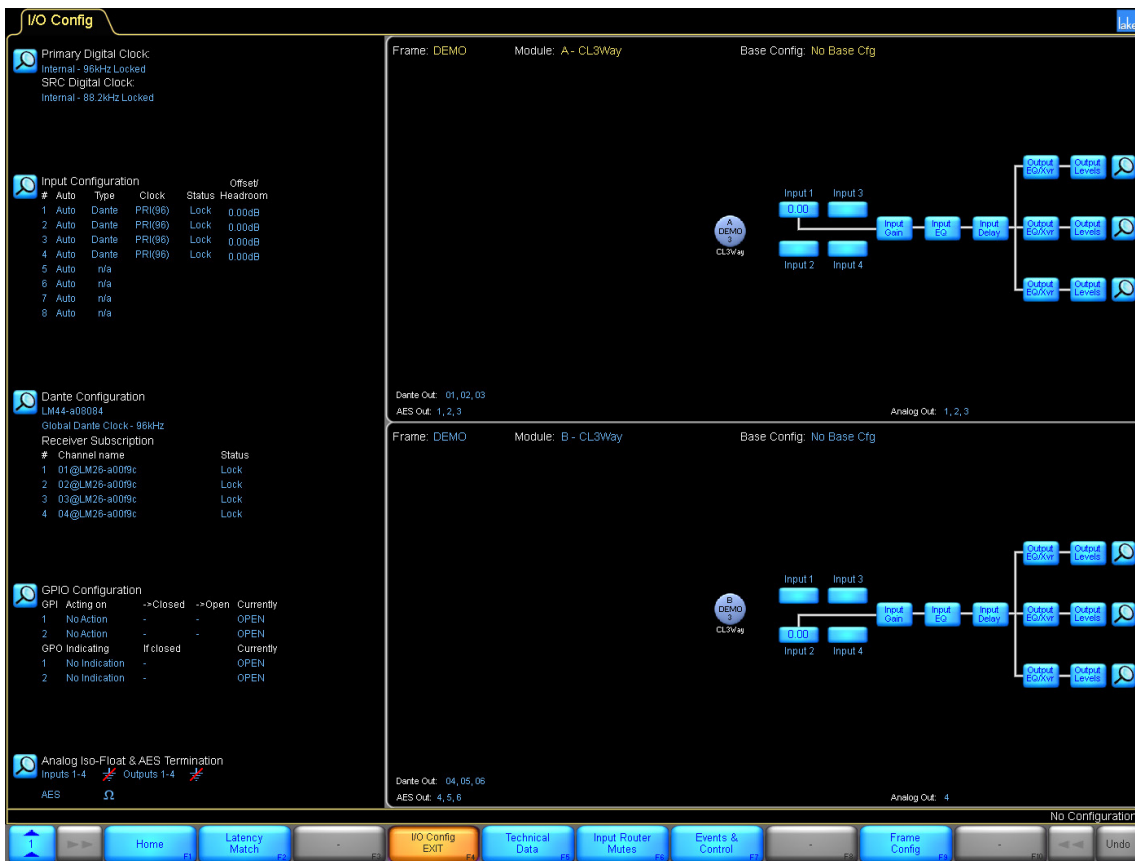 I/O Config
lake
Primary Digital Clock:
Internal - 96kHz Locked
SRC Digital Clock:
Internal - 88.2kHz Locked
Input Configuration Offset/
# Auto Type Clock Status Headroom
1 Auto Dante PRI(96) Lock 0.00dB
2 Auto Dante PRI(96) Lock 0.00dB
3 Auto Dante PRI(96) Lock 0.00dB
4 Auto Dante PRI(96) Lock 0.00dB
5 Auto n/a
6 Auto n/a
7 Auto n/a
8 Auto n/a
Dante Configuration
LM44-a08084
Global Dante Clock - 96kHz
Receiver Subscription
# Channel name Status
1 01@LM26-a00f9c Lock
2 02@LM26-a00f9c Lock
3 03@LM26-a00f9c Lock
4 04@LM26-a00f9c Lock
GPIO Configuration
GPI Acting on ->Closed ->Open Currently
1 No Action - - OPEN
2 No Action - - OPEN
GPO Indicating If closed Currently
1 No Indication - OPEN
2 No Indication - OPEN
Analog Iso-Float & AES Termination
Inputs 1-4 Outputs 1-4
AES Ω
Frame: DEMO Module: A - CL3Way Base Config: No Base Cfg
Output EQ/Xvr Output Levels
Input 1 Input 3
0.00
A
DEMO
3
CL3Way
Input Gain Input EQ Input Delay Output EQ/Xvr Output Levels
Input 2 Input 4
Output EQ/Xvr Output Levels
Dante Out: 01, 02, 03
AES Out: 1, 2, 3 Analog Out: 1, 2, 3
Frame: DEMO Module: B - CL3Way Base Config: No Base Cfg
Output EQ/Xvr Output Levels
Input 1 Input 3
B
DEMO
3
CL3Way
Input Gain Input EQ Input Delay Output EQ/Xvr Output Levels
0.00
Input 2 Input 4
Output EQ/Xvr Output Levels
Dante Out: 04, 05, 06
AES Out: 4, 5, 6 Analog Out: 4
No Configuration
1
Home F1
Latency Match F2
- F3
I/O Config EXIT F4
Technical Data F5
Input Router Mutes F6
Events & Control F7
- F8
Frame Config F9
- F10
Undo